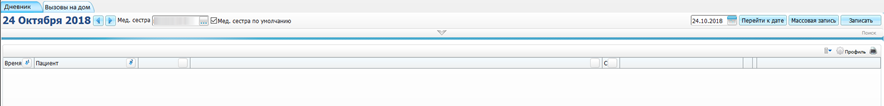 Дневник Вызовы на дом
24 Октября 2018 Мед. сестра ... Мед. сестра по умолчанию 24.10.2018 Перейти к дате Массовая запись Записать
Поиск
Профиль
Время Пациент С